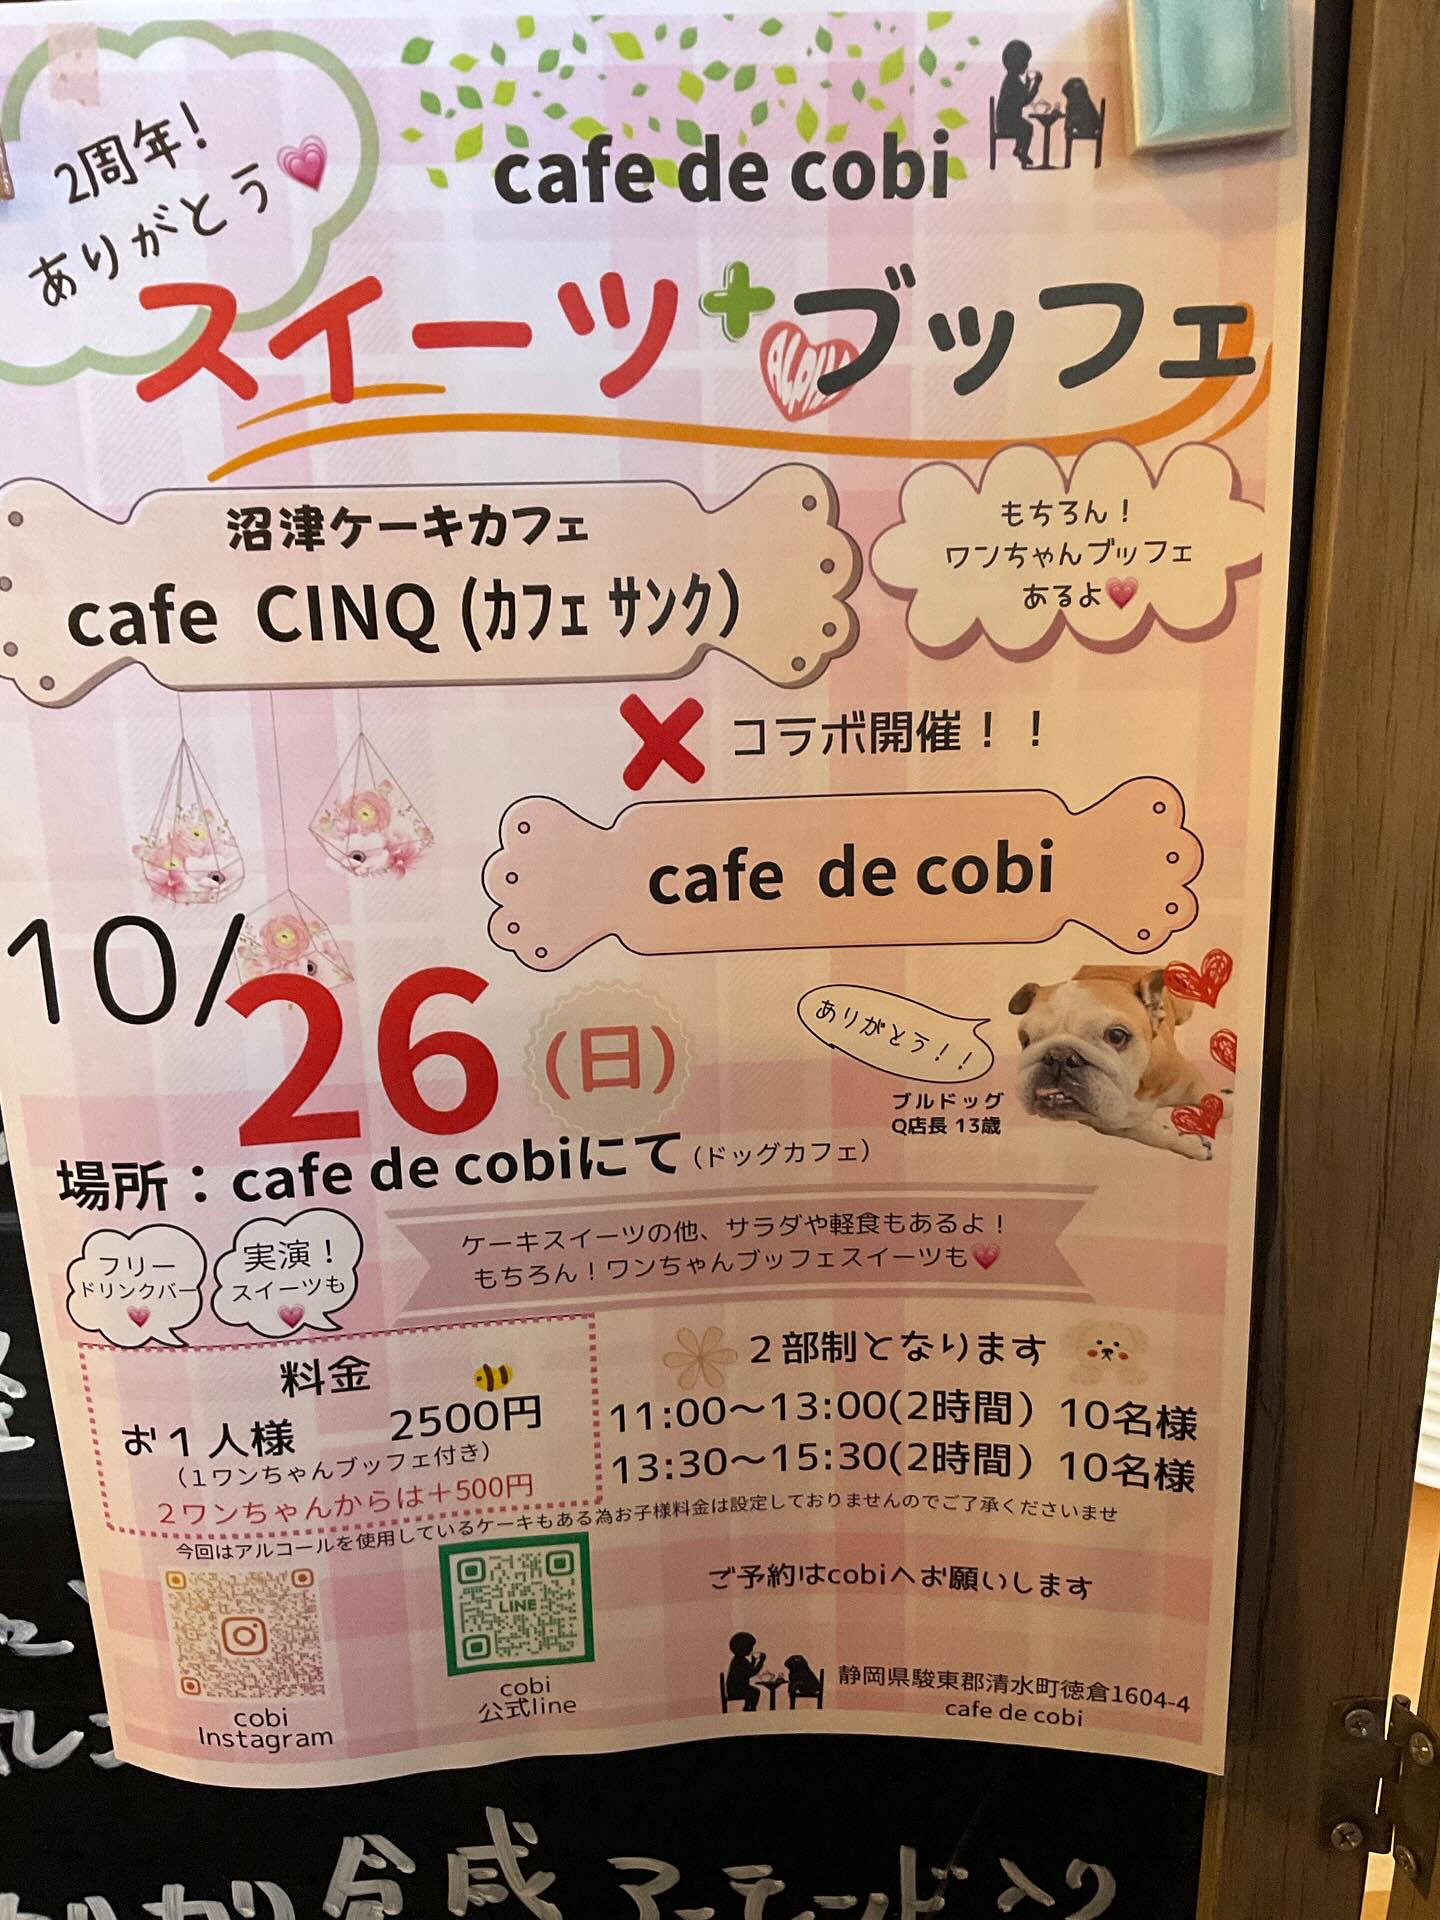 2周年!
ありがとう
cafe de cobi
スイーツ+ブッフェ
沼津ケーキカフェ
cafe CINQ (カフェ サンク)
もちろん!
ワンちゃんブッフェ
あるよ
コラボ開催!!
cafe de cobi
10/26(日)
ありがとう!!
ブルドッグ
Q店長 13歳
場所:cafe de cobiにて(ドッグカフェ)
フリー
ドリンクバー
実演!
スイーツも
ケーキスイーツの他、サラダや軽食もあるよ!
もちろん!ワンちゃんブッフェスイーツも
料金
お1人様 2500円
(1ワンちゃんブッフェ付き)
2ワンちゃんからは+500円
2部制となります
11:00〜13:00(2時間) 10名様
13:30〜15:30(2時間) 10名様
今回はアルコールを使用しているケーキもある為お子様料金は設定しておりませんのでご了承くださいませ
LINE
cobi
Instagram
cobi
公式line
ご予約はcobiへお願いします
静岡県駿東郡清水町徳倉1604-4
cafe de cobi
合成